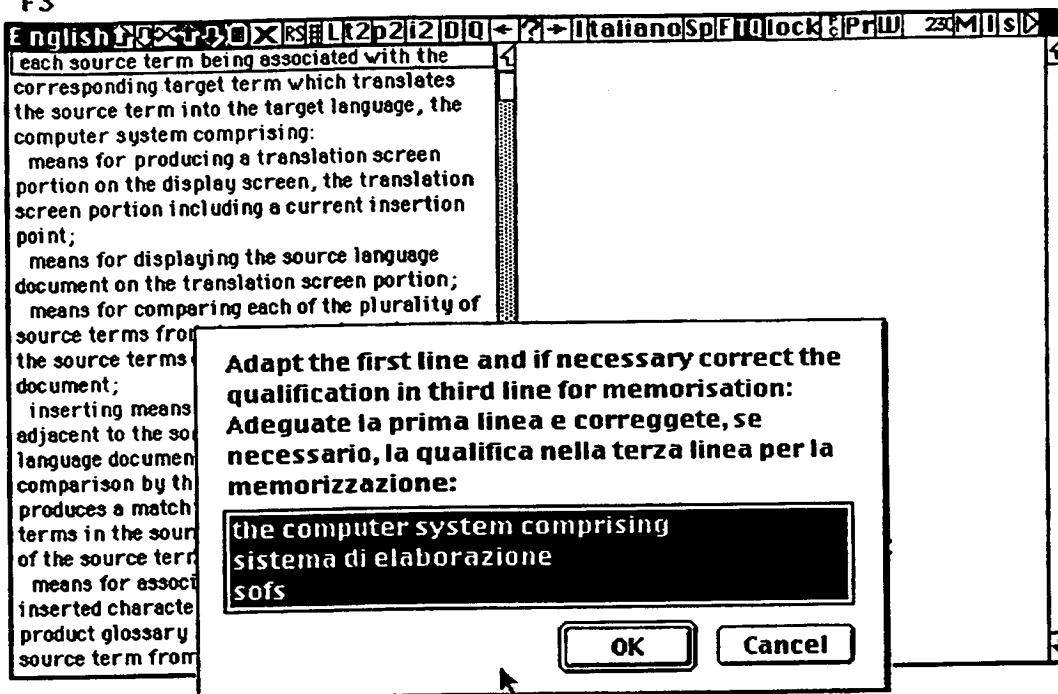 F3
English RS Lt2p2i2 D Q ? Italiano Sp F T Q lock Pr W 230 M I s D
each source term being associated with the
corresponding target term which translates
the source term into the target language, the
computer system comprising:
means for producing a translation screen
portion on the display screen, the translation
screen portion including a current insertion
point;
means for displaying the source language
document on the translation screen portion;
means for comparing each of the plurality of
source terms from
the source terms
document;
inserting means
adjacent to the so
language documen
comparison by th
produces a match
terms in the sour
of the source ter
means for associ
inserted characte
product glossary
source term from
Adapt the first line and if necessary correct the
qualification in third line for memorisation:
Adeguate la prima linea e correggete, se
necessario, la qualifica nella terza linea per la
memorizzazione:
the computer system comprising
sistema di elaborazione
sofs
OK Cancel